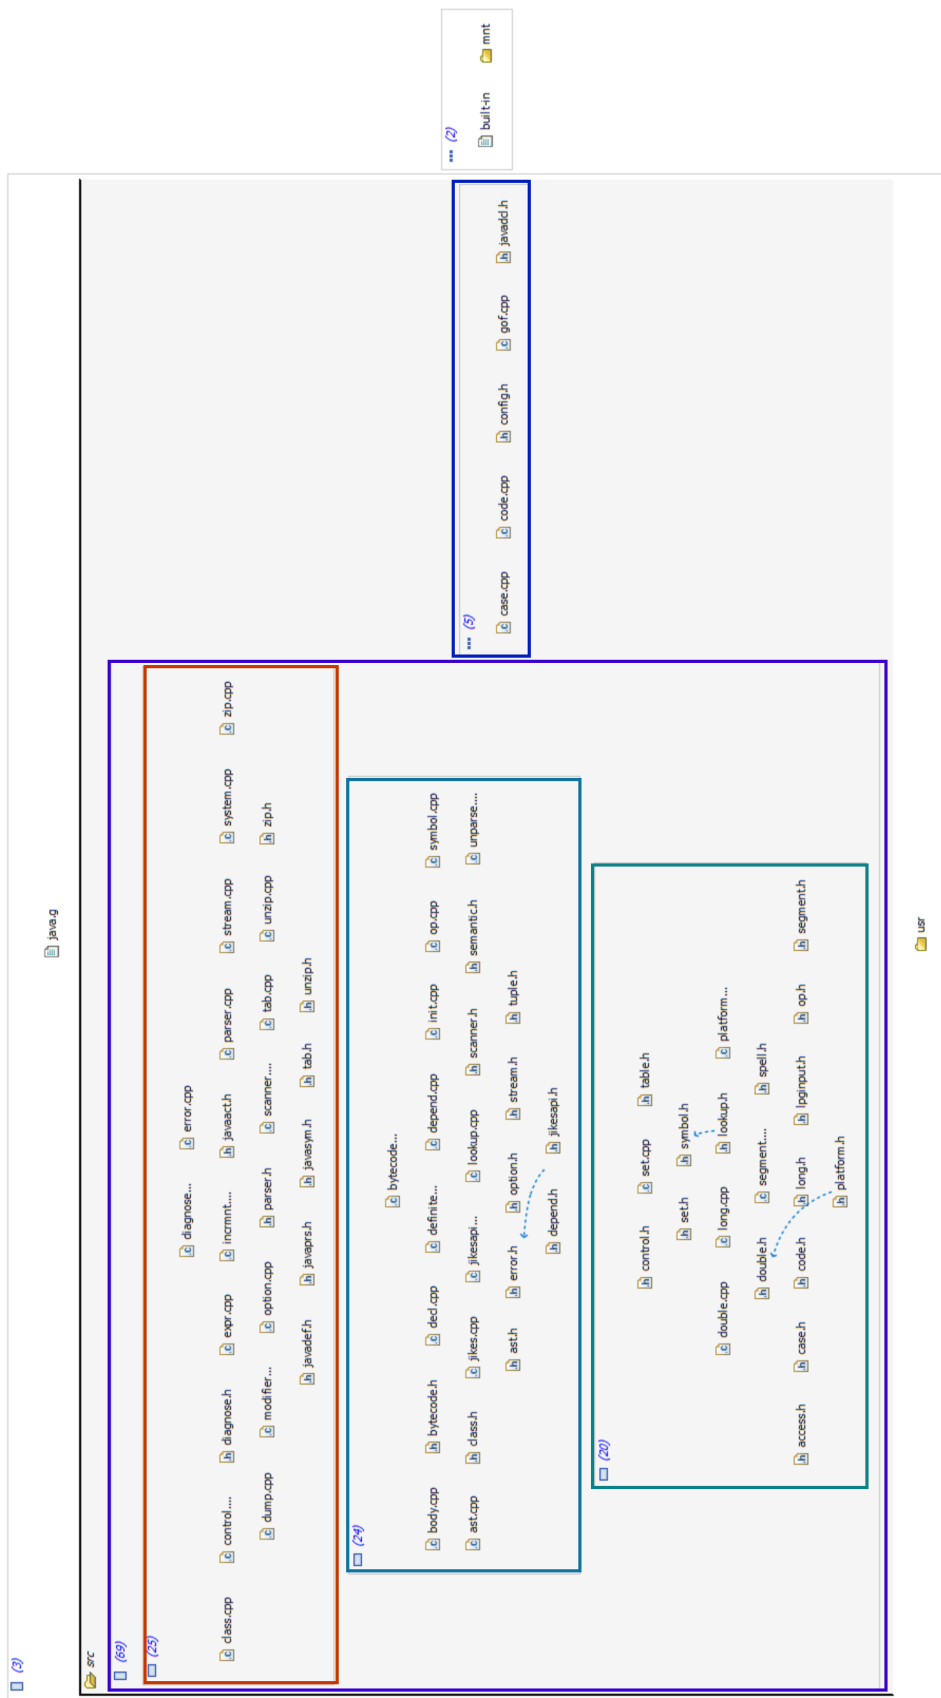 (3)
java.g
src
(69)
(25)
diagnose... error.cpp
class.cpp control.... diagnose.h expr.cpp incrmnt.... javaact.h parser.cpp stream.cpp system.cpp zip.cpp
dump.cpp modifier... option.cpp parser.h scanner.... tab.cpp unzip.cpp zip.h
javadef.h javaprs.h javasym.h tab.h unzip.h
(24)
bytecode...
body.cpp bytecode.h decl.cpp definite... depend.cpp init.cpp op.cpp symbol.cpp
ast.cpp class.h jikes.cpp jikesapi... lookup.cpp scanner.h semantic.h unparse....
ast.h error.h option.h stream.h tuple.h
depend.h jikesapi.h
(20)
control.h set.cpp table.h
set.h symbol.h
double.cpp long.cpp lookup.h platform...
double.h segment.... spell.h
access.h case.h code.h long.h lpginput.h op.h segment.h
platform.h
(5)
case.cpp code.cpp config.h gof.cpp javadcl.h
(2)
built-in mnt
usr